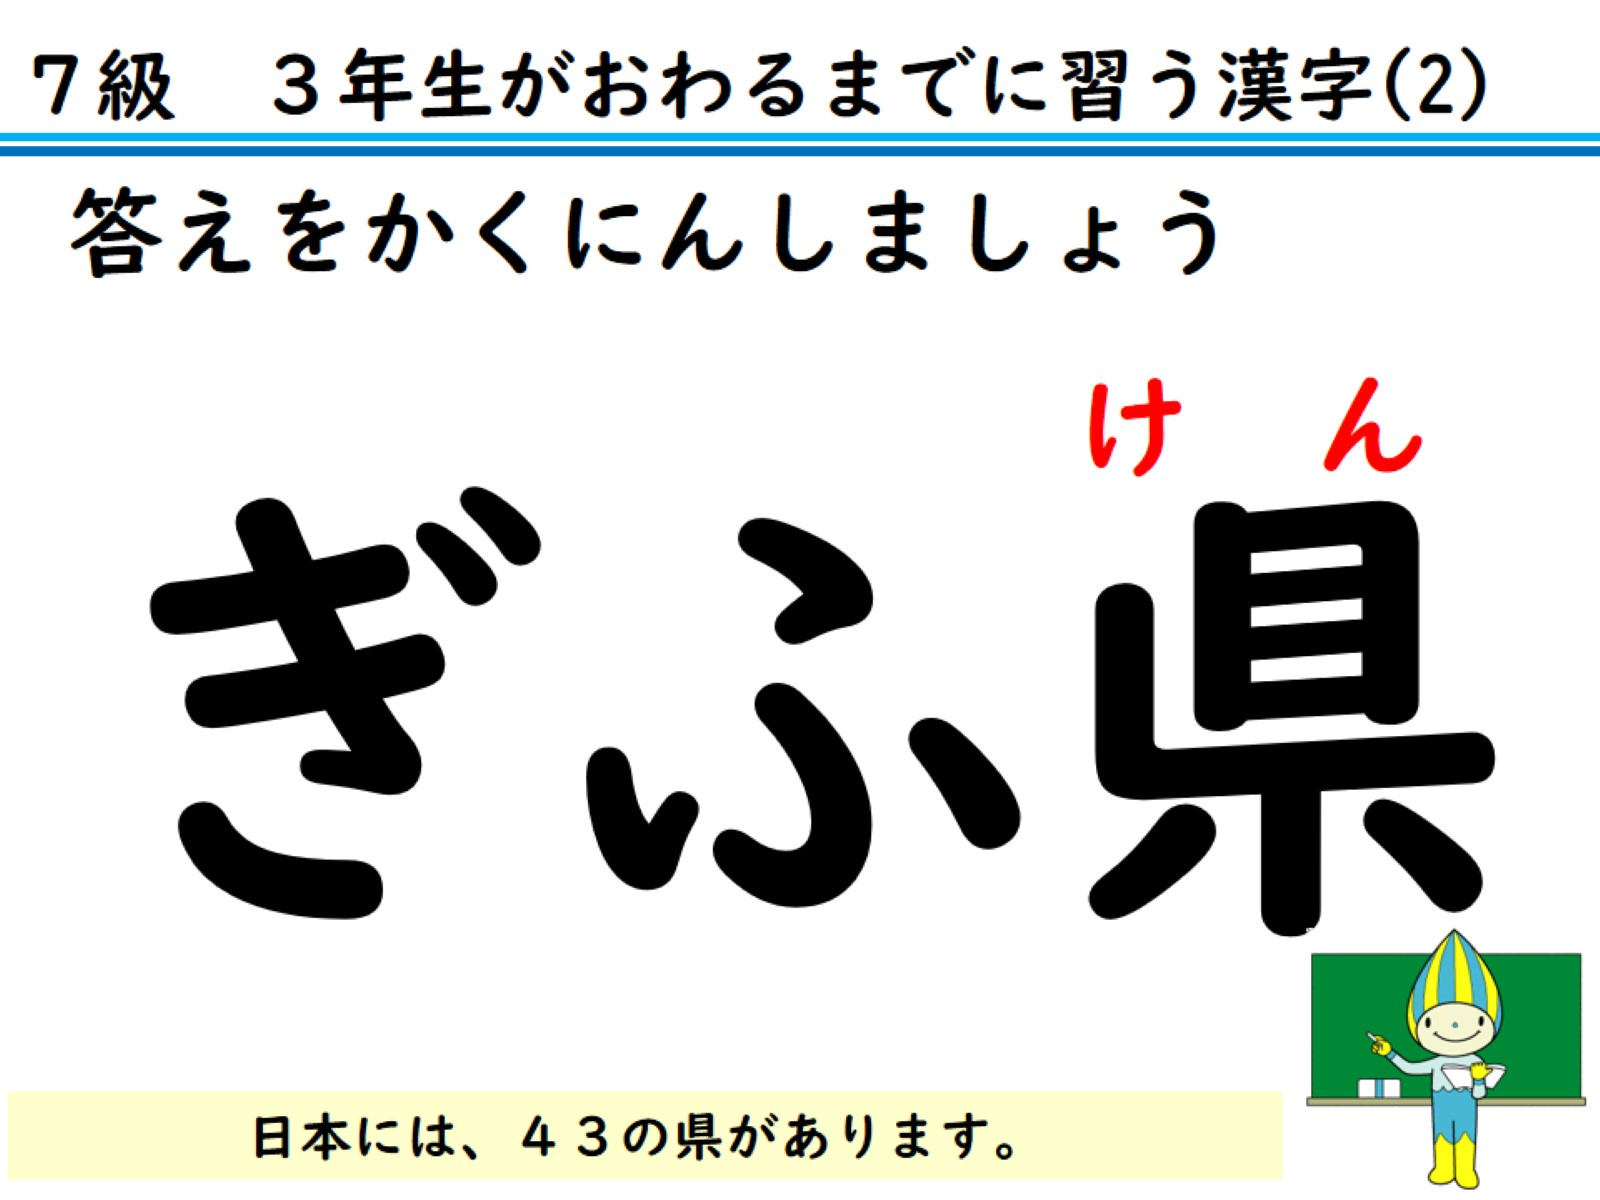 ７級　３年生がおわるまでに習う漢字(2)
答えをかくにんしましょう
けん
ぎふ県
日本には、４３の県があります。